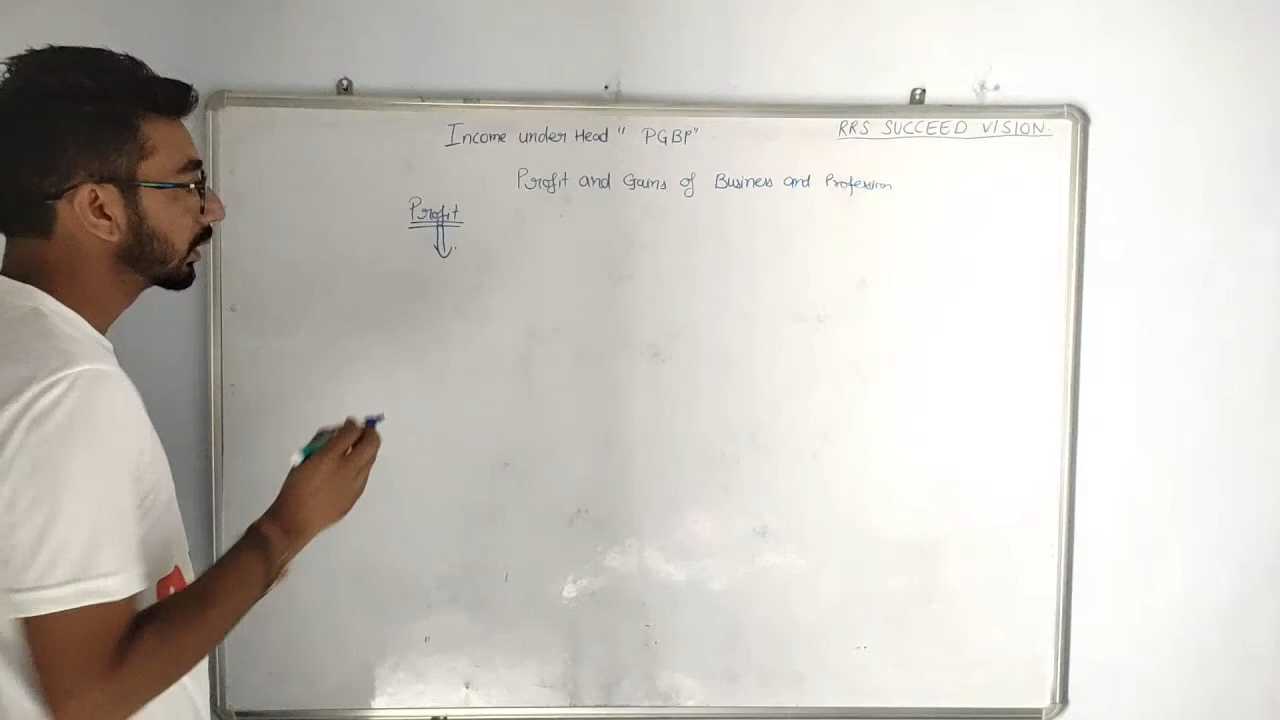 Income under Head " PGBP"
RRS SUCCEED VISION.
Profit and Gains of Business and Profession
Profit